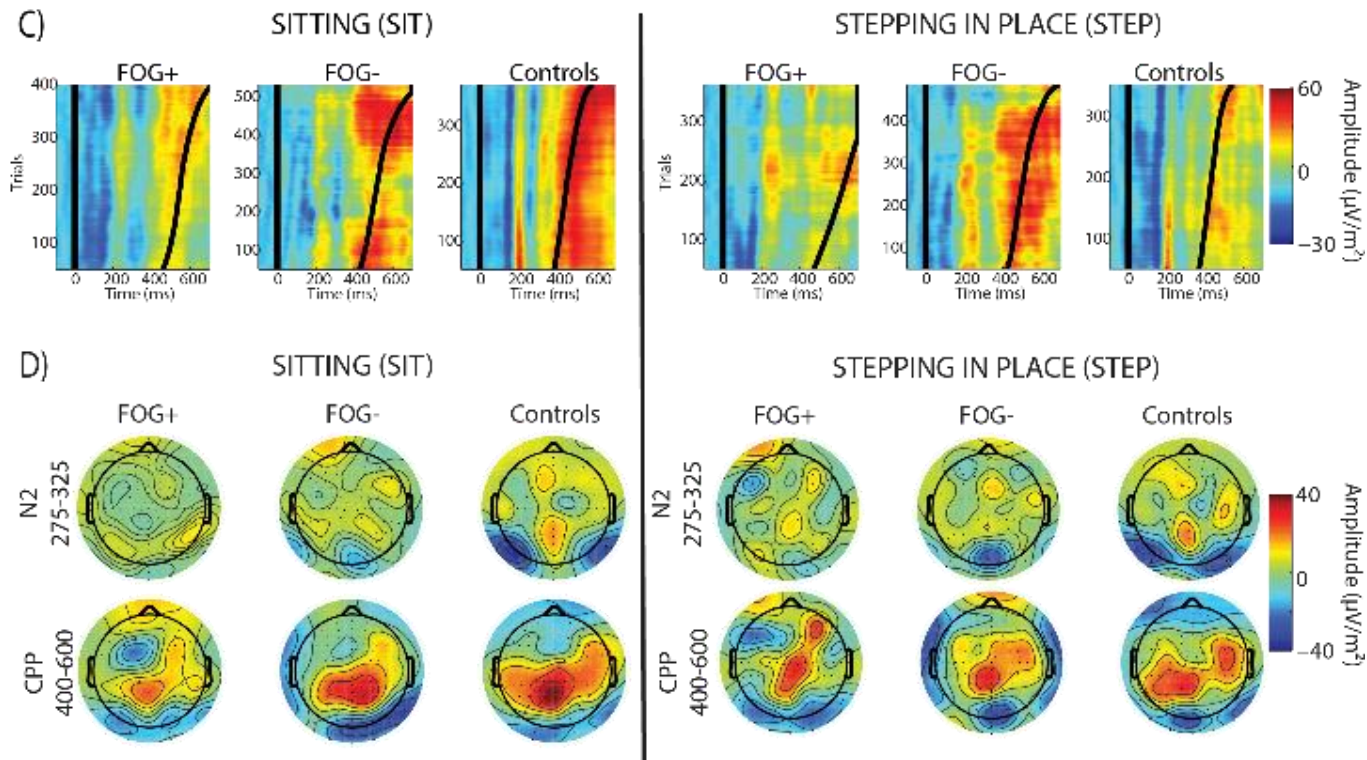 C)
SITTING (SIT)
STEPPING IN PLACE (STEP)
FOG+
FOG-
Controls
FOG+
FOG-
Controls
Trials
400
300
200
100
0 200 400 600
Time (ms)
500
400
300
200
100
0 200 400 600
Time (ms)
300
200
100
0 200 400 600
Time (ms)
Trials
300
200
100
0 200 400 600
Time (ms)
400
300
200
100
0 200 400 600
Time (ms)
300
200
100
0 200 400 600
Time (ms)
60
0
−30
Amplitude (µV/m²)
D)
SITTING (SIT)
STEPPING IN PLACE (STEP)
FOG+
FOG-
Controls
FOG+
FOG-
Controls
N2
275-325
N2
275-325
CPP
400-600
CPP
400-600
40
0
−40
Amplitude (µV/m²)